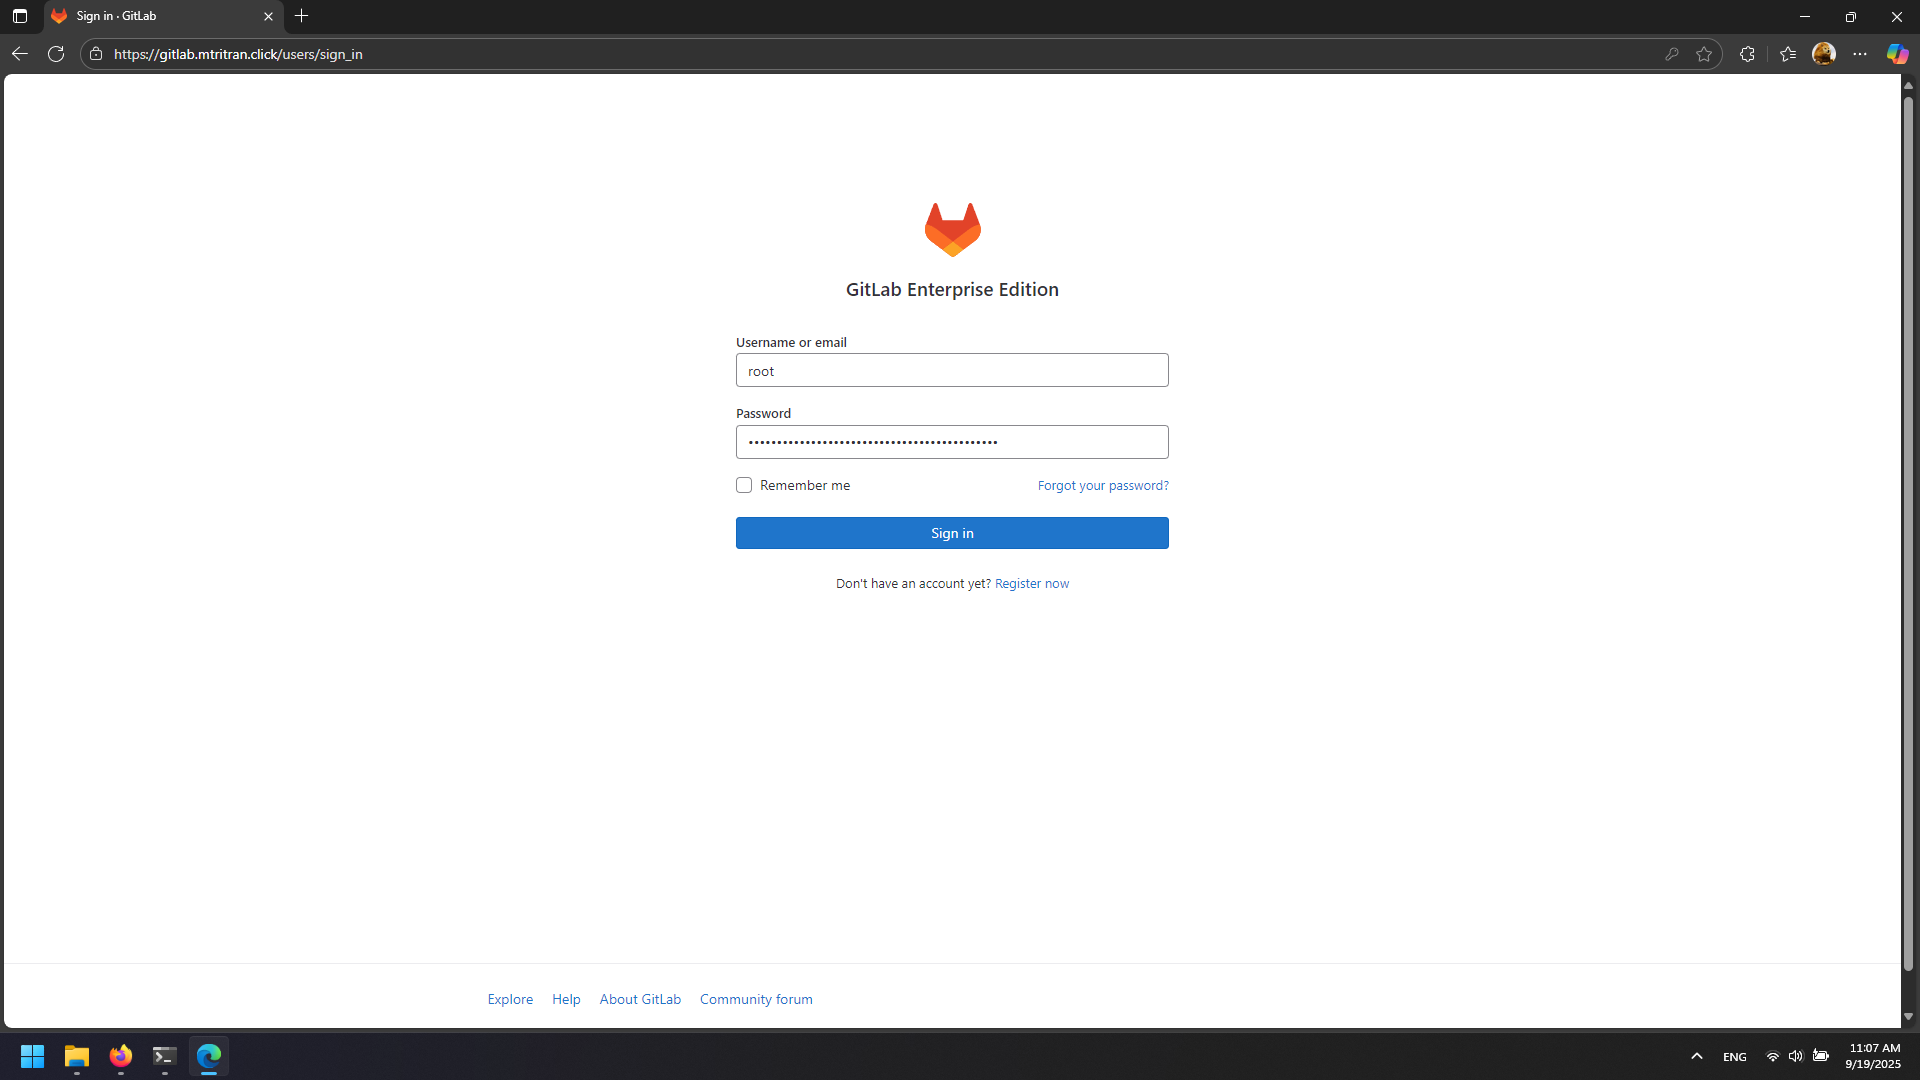 Sign in · GitLab
https://gitlab.mtritran.click/users/sign_in
GitLab Enterprise Edition
Username or email
root
Password
Remember me
Forgot your password?
Sign in
Don't have an account yet? Register now
Explore Help About GitLab Community forum
ENG
11:07 AM
9/19/2025